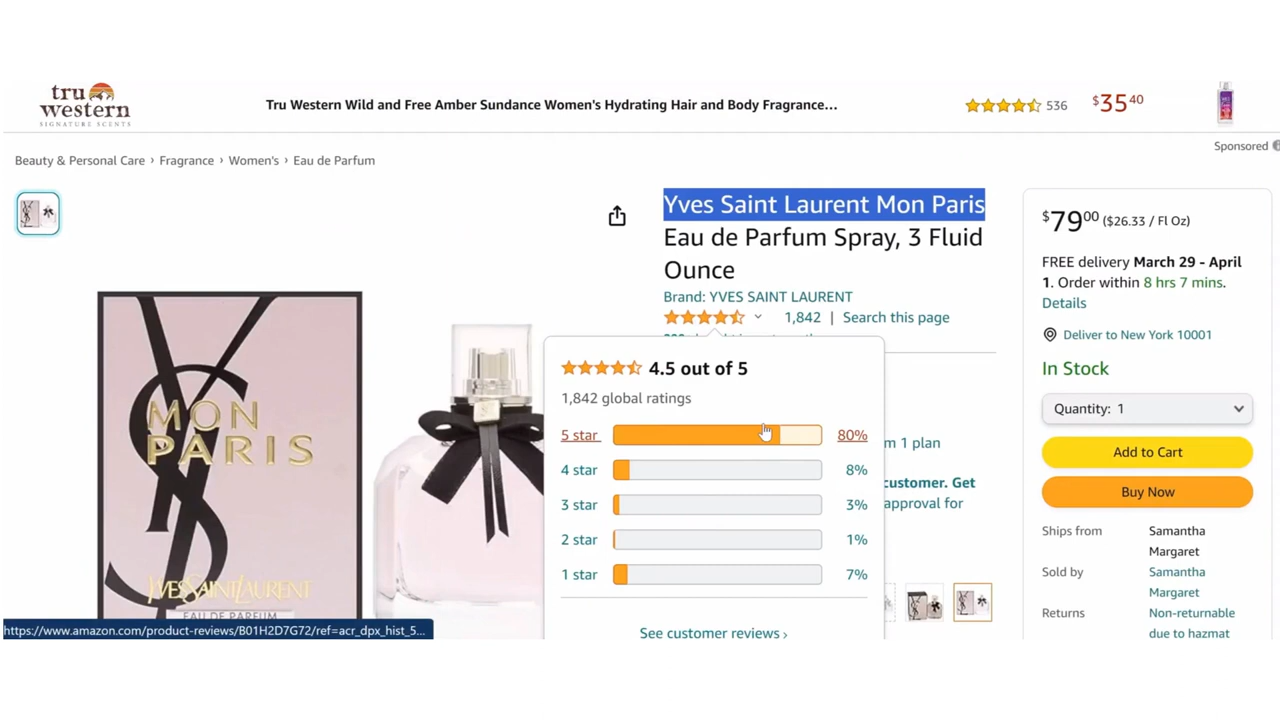 tru
western
SIGNATURE SCENTS
Tru Western Wild and Free Amber Sundance Women's Hydrating Hair and Body Fragrance…
536
$35 40
Sponsored
Beauty & Personal Care › Fragrance › Women's › Eau de Parfum
Yves Saint Laurent Mon Paris
Eau de Parfum Spray, 3 Fluid
Ounce
Brand: YVES SAINT LAURENT
1,842 | Search this page
4.5 out of 5
1,842 global ratings
5 star 80%
4 star 8%
3 star 3%
2 star 1%
1 star 7%
See customer reviews ›
m 1 plan
customer. Get
approval for
$79 00 ($26.33 / Fl Oz)
FREE delivery March 29 - April
1. Order within 8 hrs 7 mins.
Details
Deliver to New York 10001
In Stock
Quantity: 1
Add to Cart
Buy Now
Ships from Samantha
Margaret
Sold by Samantha
Margaret
Returns Non-returnable
due to hazmat
MON
PARIS
YVESSAINTLAURENT
EAU DE PARFUM
https://www.amazon.com/product-reviews/B01H2D7G72/ref=acr_dpx_hist_5...